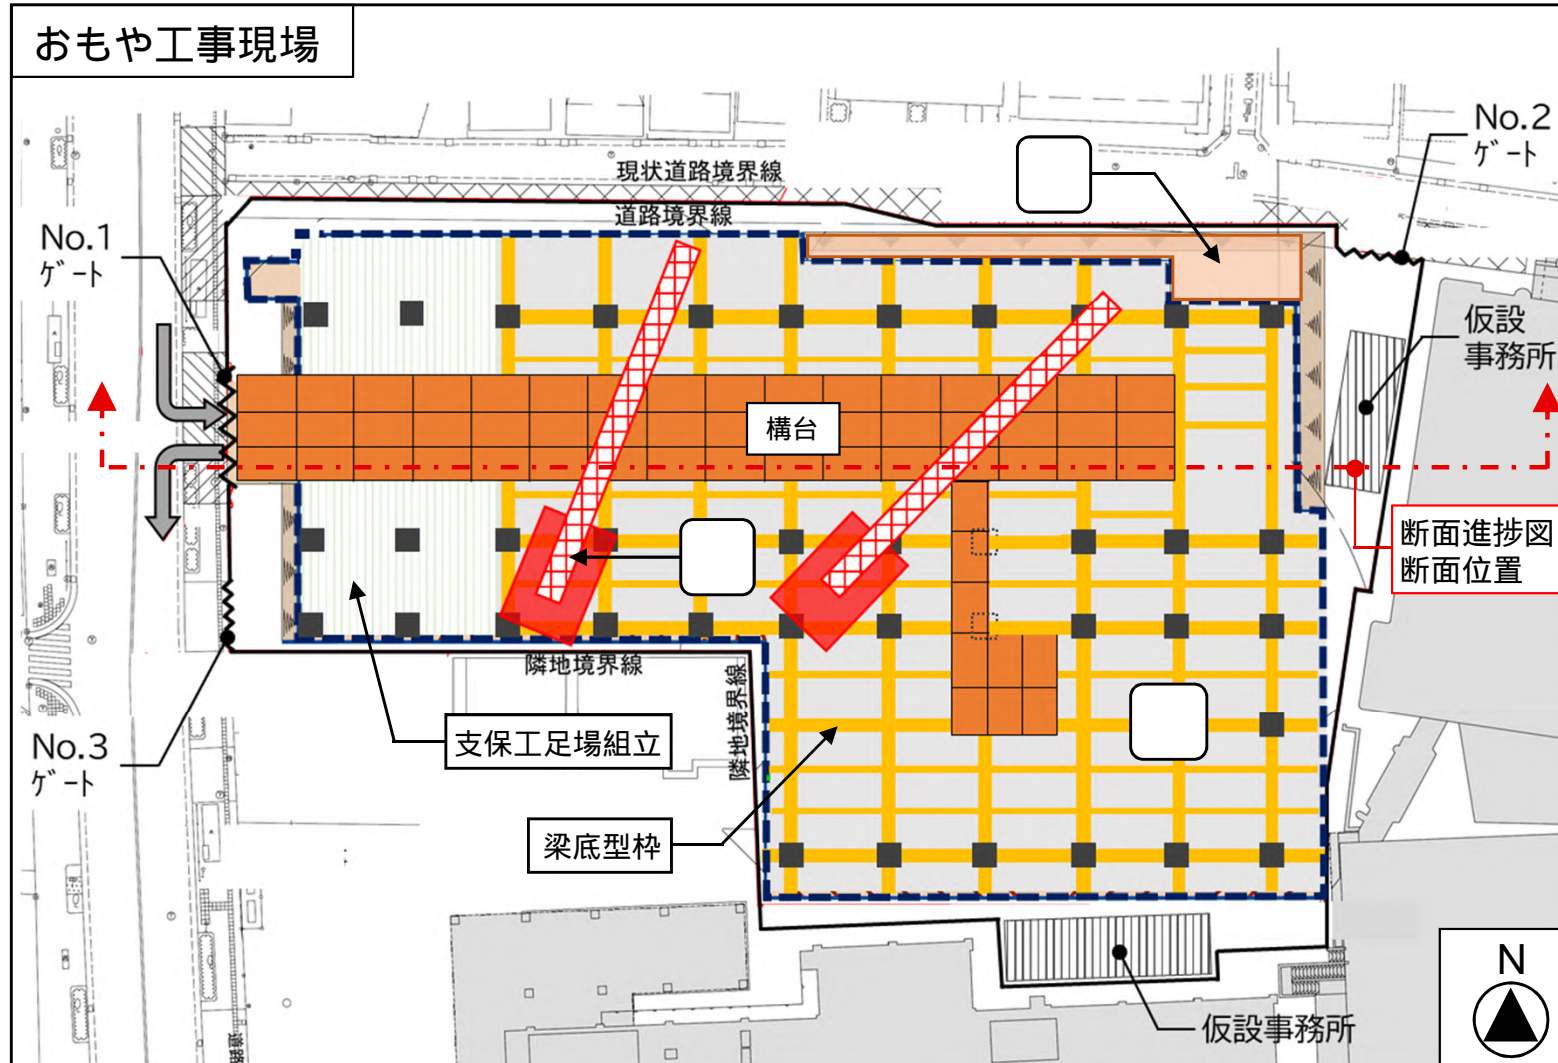 おもや工事現場
No.2
ゲート
現状道路境界線
道路境界線
No.1
ゲート
仮設
事務所
構台
断面進捗図
断面位置
隣地境界線
隣地境界線
支保工足場組立
No.3
ゲート
梁底型枠
N
仮設事務所